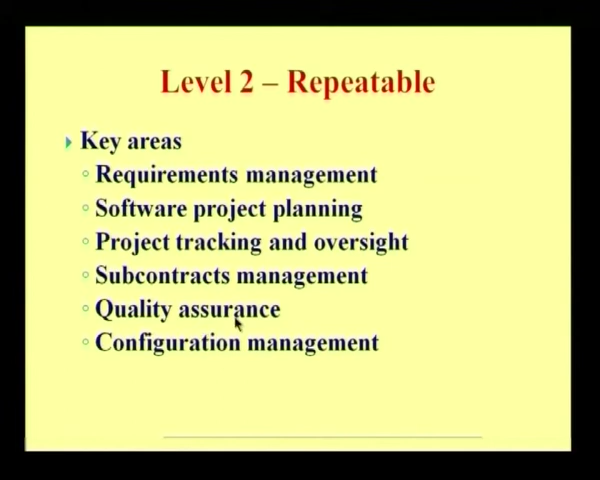 Level 2 – Repeatable
Key areas
Requirements management
Software project planning
Project tracking and oversight
Subcontracts management
Quality assurance
Configuration management